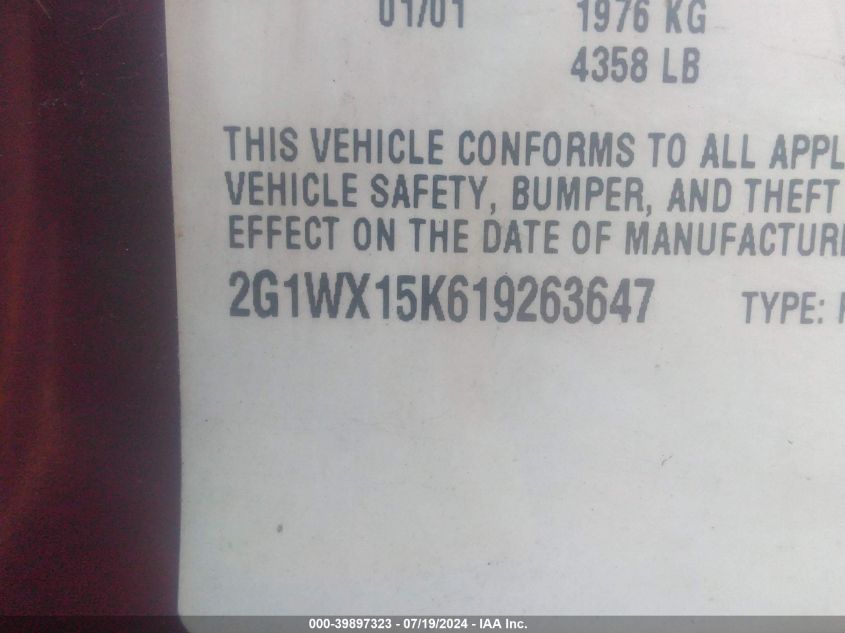 01/01 1976 KG
4358 LB
THIS VEHICLE CONFORMS TO ALL APPL
VEHICLE SAFETY, BUMPER, AND THEFT
EFFECT ON THE DATE OF MANUFACTUR
2G1WX15K619263647 TYPE:
000-39897323 - 07/19/2024 - IAA Inc.